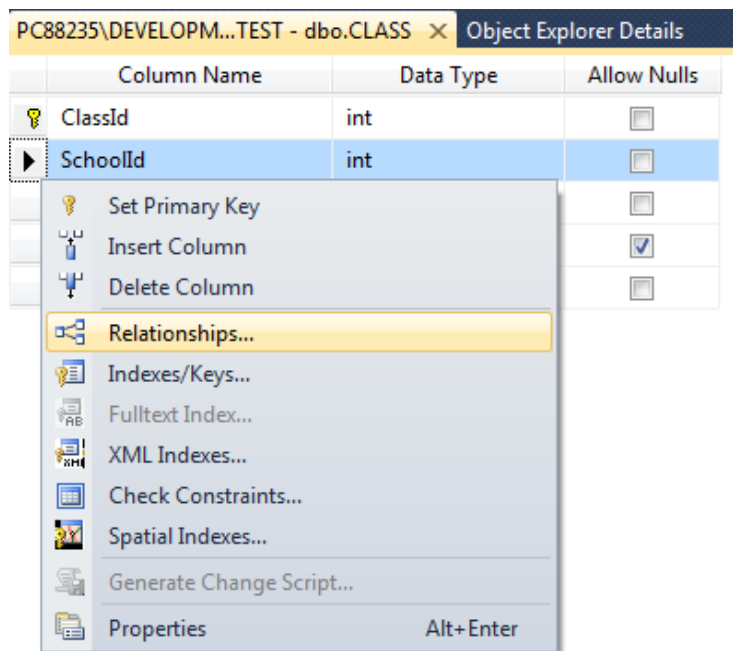 PC88235\DEVELOPM...TEST - dbo.CLASS Object Explorer Details
Column Name Data Type Allow Nulls
ClassId int
SchoolId int
Set Primary Key
Insert Column
Delete Column
Relationships...
Indexes/Keys...
AB Fulltext Index...
XML XML Indexes...
Check Constraints...
Spatial Indexes...
Generate Change Script...
Properties Alt+Enter